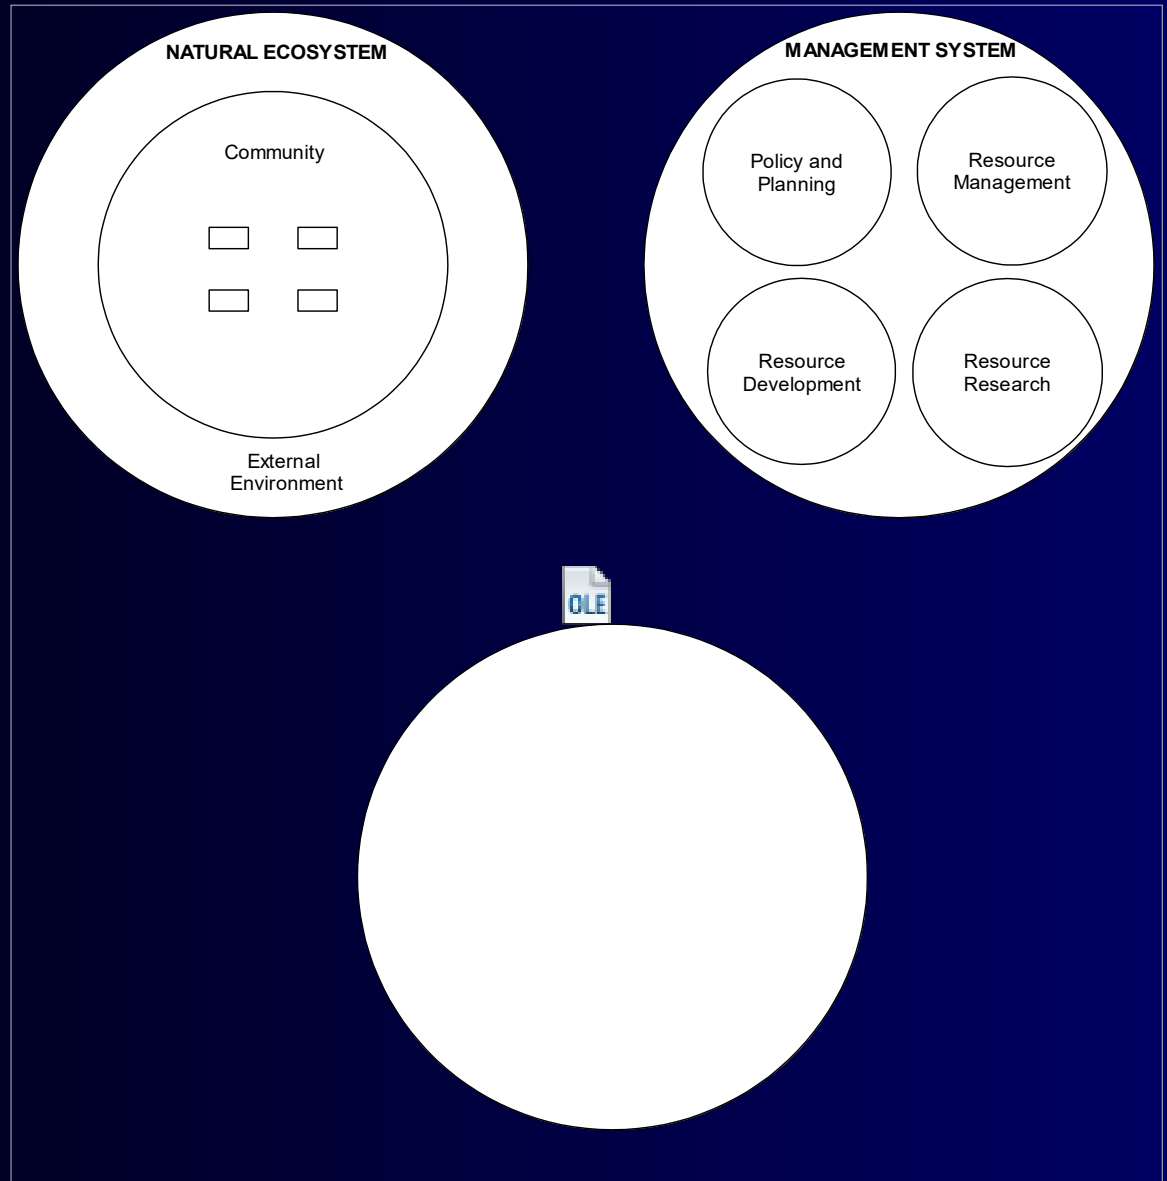 NATURAL ECOSYSTEM
Community
External
Environment
MANAGEMENT SYSTEM
Policy and
Planning
Resource
Management
Resource
Development
Resource
Research
OLE